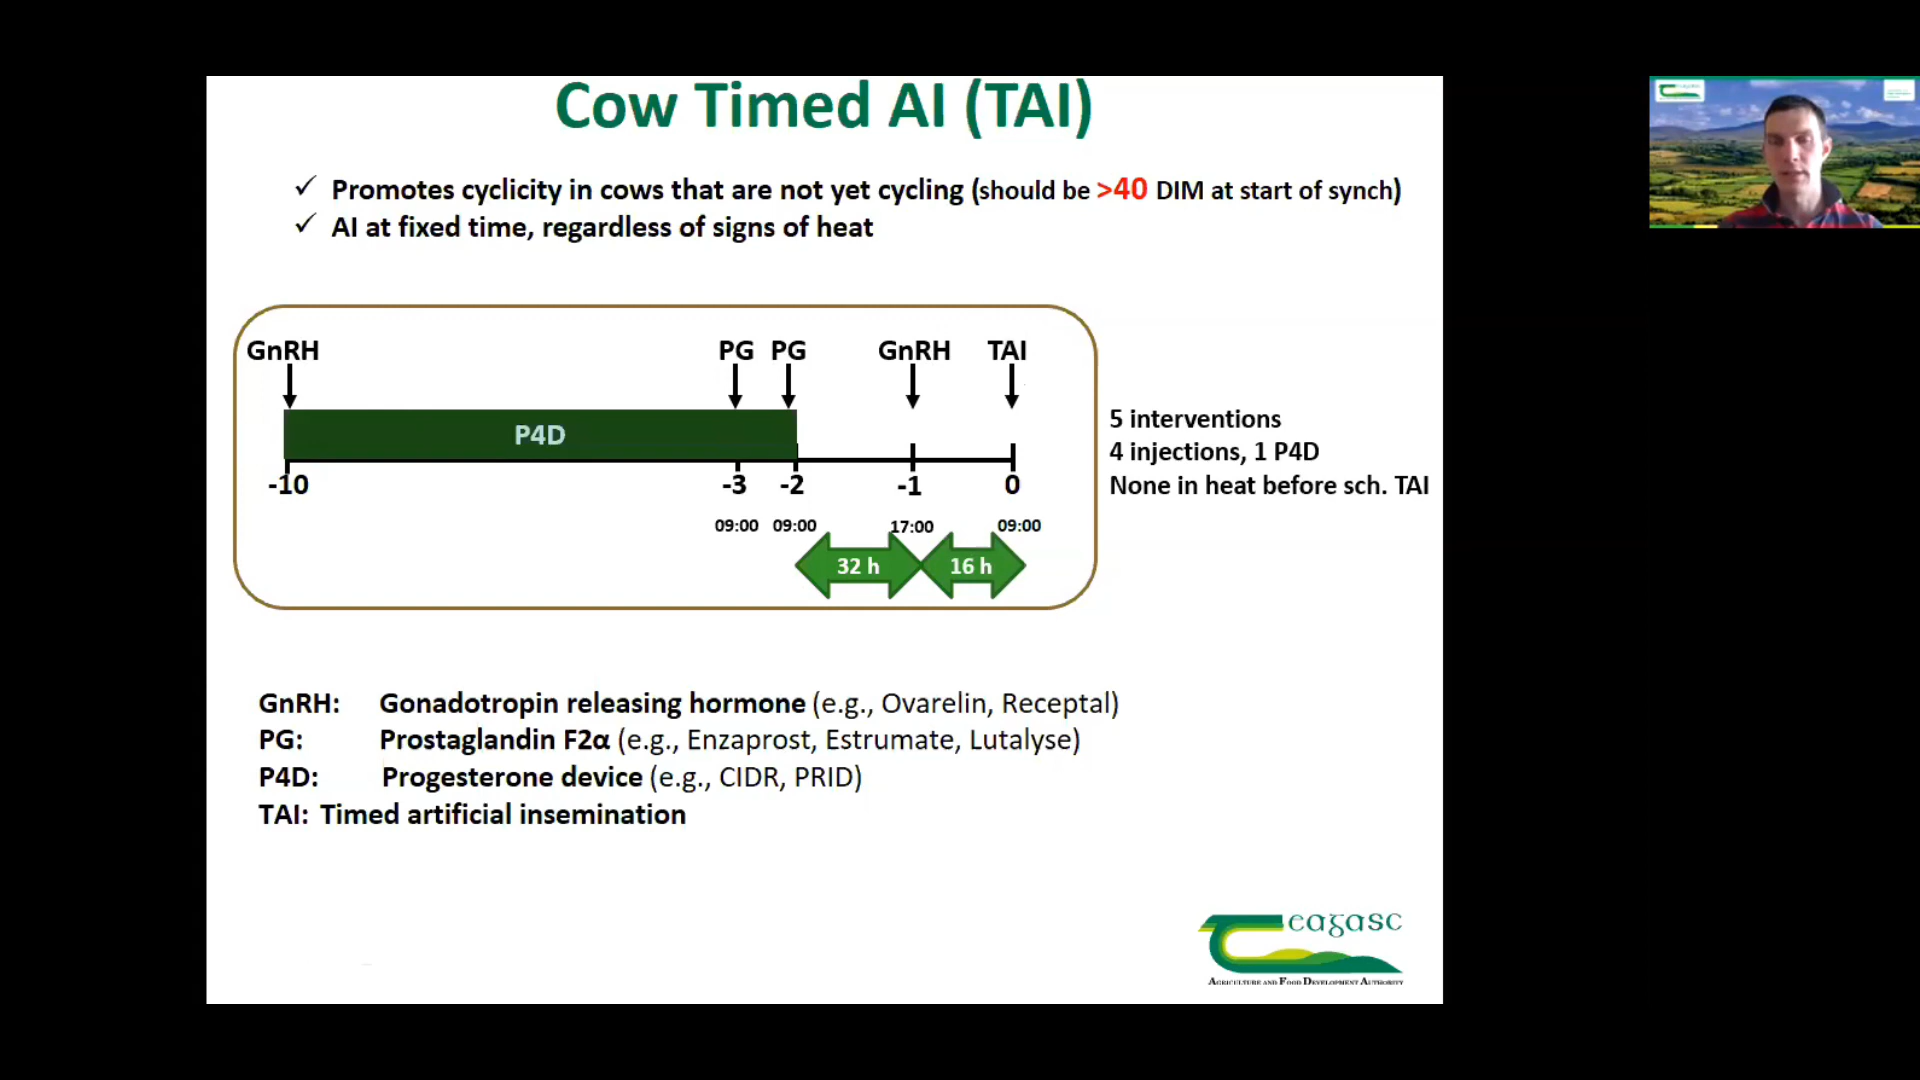 Cow Timed AI (TAI)
✓ Promotes cyclicity in cows that are not yet cycling (should be >40 DIM at start of synch)
✓ AI at fixed time, regardless of signs of heat
GnRH PG PG GnRH TAI
P4D
-10 -3 -2 -1 0
09:00 09:00 17:00 09:00
32 h 16 h
5 interventions
4 injections, 1 P4D
None in heat before sch. TAI
GnRH: Gonadotropin releasing hormone (e.g., Ovarelin, Receptal)
PG: Prostaglandin F2α (e.g., Enzaprost, Estrumate, Lutalyse)
P4D: Progesterone device (e.g., CIDR, PRID)
TAI: Timed artificial insemination
eagasc
Agriculture and Food Development Authority
eagasc